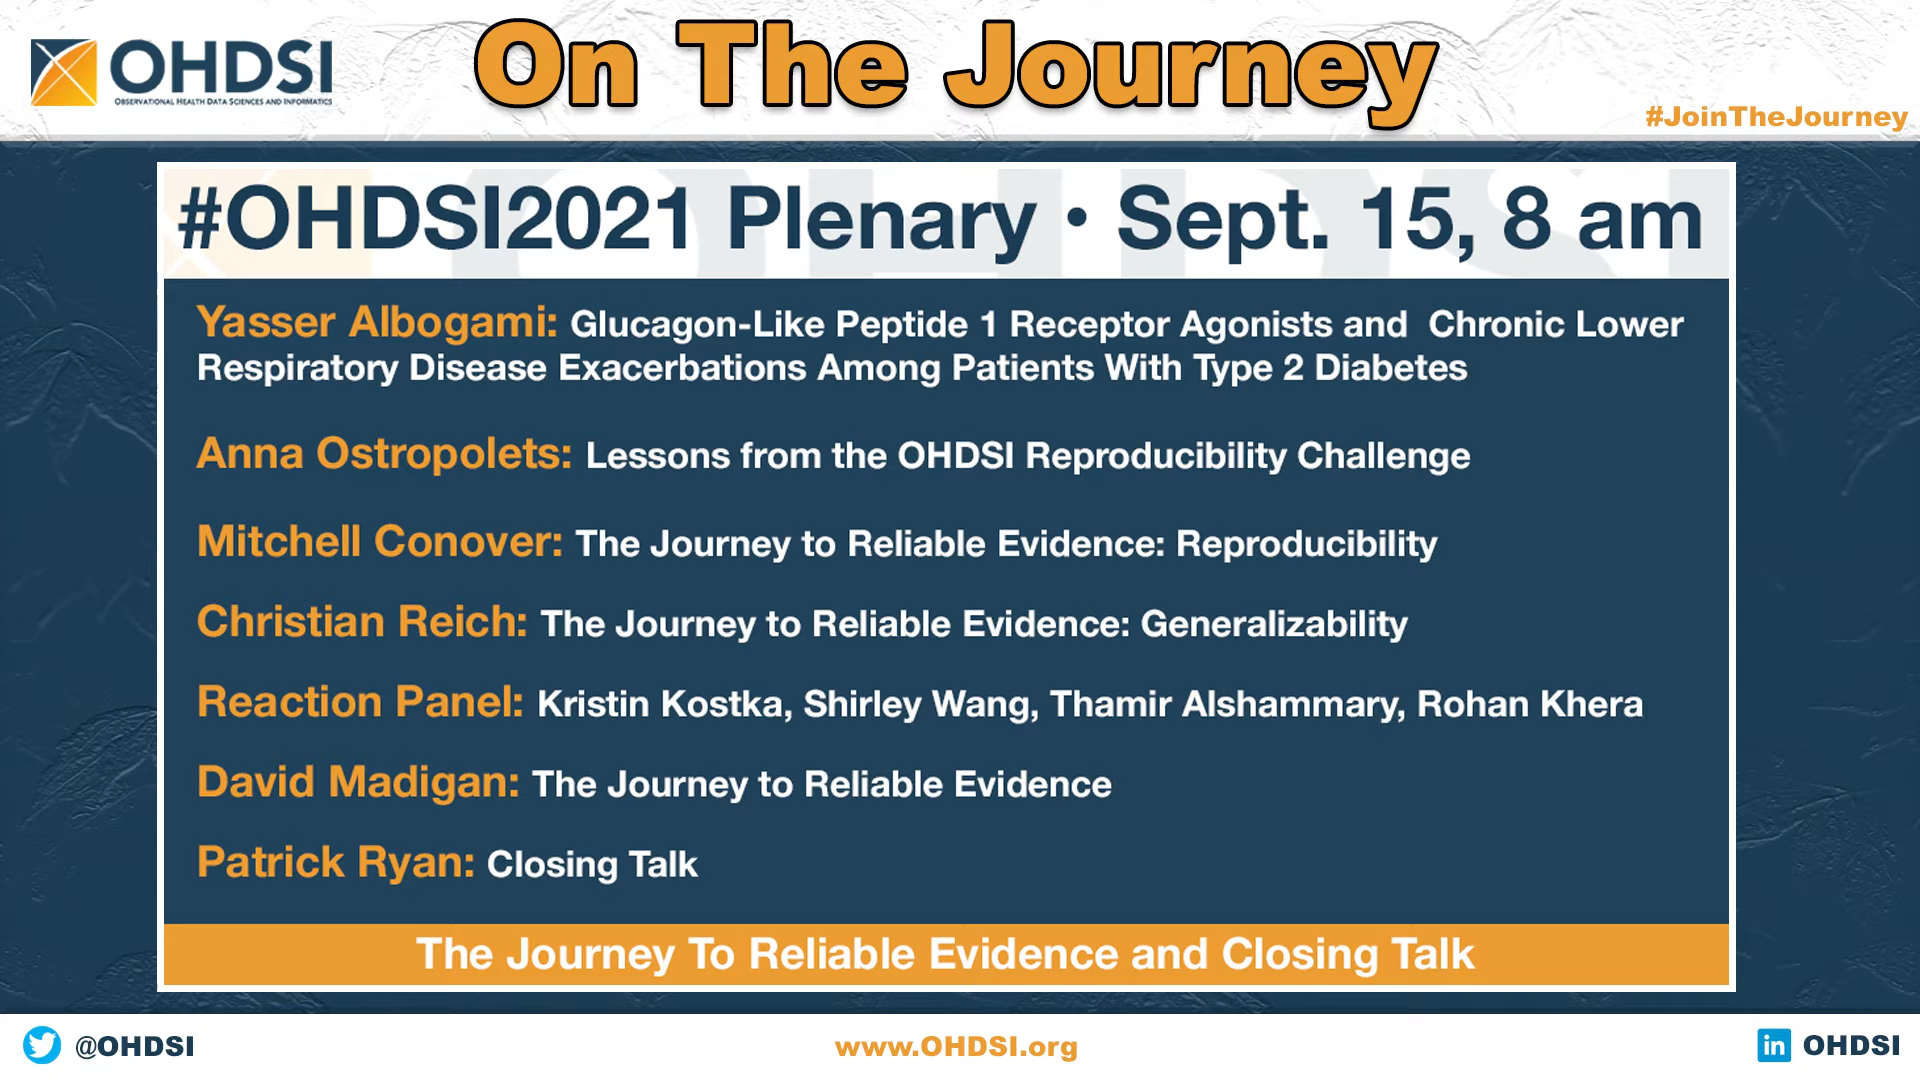 OHDSI
OBSERVATIONAL HEALTH DATA SCIENCES AND INFORMATICS
On The Journey
#JoinTheJourney
#OHDSI2021 Plenary • Sept. 15, 8 am
Yasser Albogami: Glucagon-Like Peptide 1 Receptor Agonists and Chronic Lower
Respiratory Disease Exacerbations Among Patients With Type 2 Diabetes
Anna Ostropolets: Lessons from the OHDSI Reproducibility Challenge
Mitchell Conover: The Journey to Reliable Evidence: Reproducibility
Christian Reich: The Journey to Reliable Evidence: Generalizability
Reaction Panel: Kristin Kostka, Shirley Wang, Thamir Alshammary, Rohan Khera
David Madigan: The Journey to Reliable Evidence
Patrick Ryan: Closing Talk
The Journey To Reliable Evidence and Closing Talk
@OHDSI
www.OHDSI.org
in OHDSI